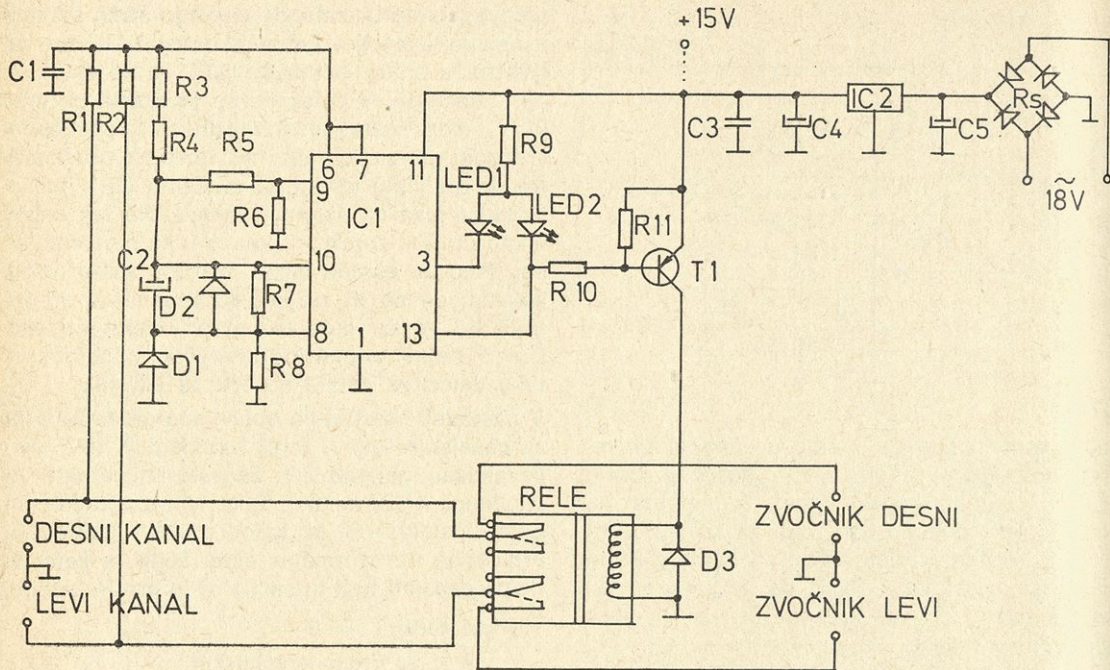 +15V
C1
R1
R2
R3
R4
R5
R6
C2
D2
R7
D1
R8
6
7
11
9
IC1
10
3
8
1
13
R9
LED1
LED2
R10
R11
T1
C3
C4
IC2
C5
Rs
~
18V
RELE
DESNI KANAL
LEVI KANAL
D3
ZVOČNIK DESNI
ZVOČNIK LEVI